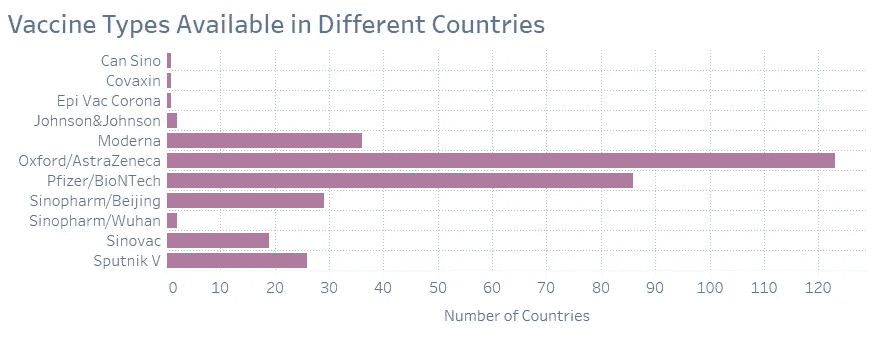 Vaccine Types Available in Different Countries
Can Sino
Covaxin
Epi Vac Corona
Johnson&Johnson
Moderna
Oxford/AstraZeneca
Pfizer/BioNTech
Sinopharm/Beijing
Sinopharm/Wuhan
Sinovac
Sputnik V
0 10 20 30 40 50 60 70 80 90 100 110 120
Number of Countries